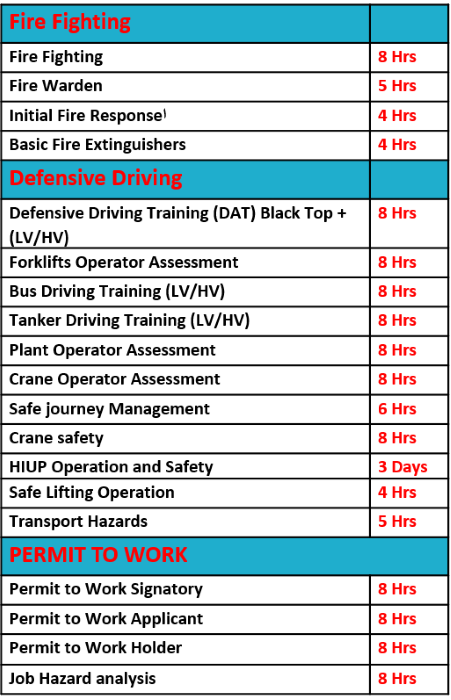 Fire Fighting
Fire Fighting 8 Hrs
Fire Warden 5 Hrs
Initial Fire Response١ 4 Hrs
Basic Fire Extinguishers 4 Hrs
Defensive Driving
Defensive Driving Training (DAT) Black Top + 8 Hrs
(LV/HV)
Forklifts Operator Assessment 8 Hrs
Bus Driving Training (LV/HV) 8 Hrs
Tanker Driving Training (LV/HV) 8 Hrs
Plant Operator Assessment 8 Hrs
Crane Operator Assessment 8 Hrs
Safe journey Management 6 Hrs
Crane safety 8 Hrs
HIUP Operation and Safety 3 Days
Safe Lifting Operation 4 Hrs
Transport Hazards 5 Hrs
PERMIT TO WORK
Permit to Work Signatory 8 Hrs
Permit to Work Applicant 8 Hrs
Permit to Work Holder 8 Hrs
Job Hazard analysis 8 Hrs